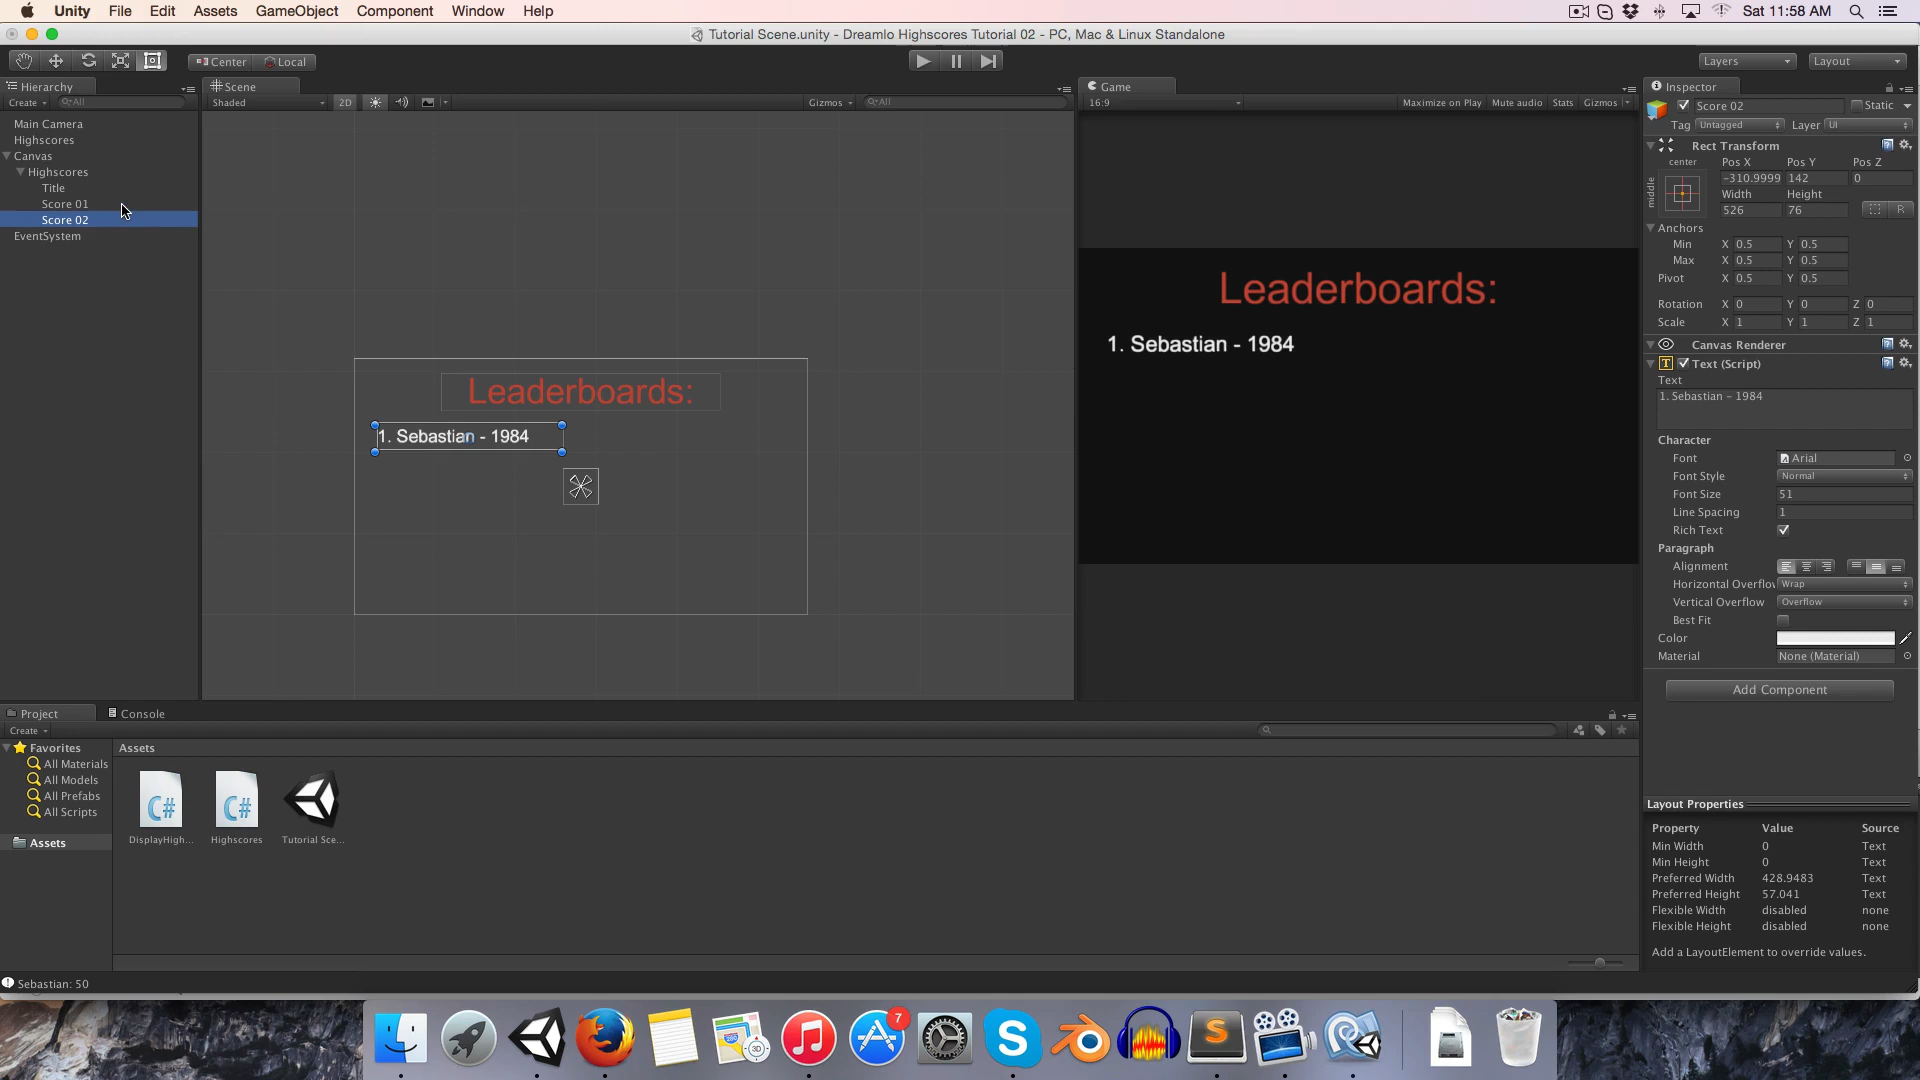 Unity File Edit Assets GameObject Component Window Help Sat 11:58 AM
Tutorial Scene.unity - Dreamlo Highscores Tutorial 02 - PC, Mac & Linux Standalone
Center Local Layers Layout
Hierarchy
Create All
Main Camera
Highscores
Canvas
Highscores
Title
Score 01
Score 02
EventSystem
Scene
Shaded 2D Gizmos All
Leaderboards:
1. Sebastian - 1984
Game
16:9 Maximize on Play Mute audio Stats Gizmos
Leaderboards:
1. Sebastian - 1984
Inspector
Score 02 Static
Tag Untagged Layer UI
Rect Transform
center Pos X Pos Y Pos Z
middle -310.9999 142 0
Width Height
526 76 R
Anchors
Min X 0.5 Y 0.5
Max X 0.5 Y 0.5
Pivot X 0.5 Y 0.5
Rotation X 0 Y 0 Z 0
Scale X 1 Y 1 Z 1
Canvas Renderer
T Text (Script)
Text
1. Sebastian - 1984
Character
Font Arial
Font Style Normal
Font Size 51
Line Spacing 1
Rich Text
Paragraph
Alignment
Horizontal Overflov Wrap
Vertical Overflow Overflow
Best Fit
Color
Material None (Material)
Add Component
Layout Properties
Property Value Source
Min Width 0 Text
Min Height 0 Text
Preferred Width 428.9483 Text
Preferred Height 57.041 Text
Flexible Width disabled none
Flexible Height disabled none
Add a LayoutElement to override values.
Project Console
Create
Favorites
All Materials
All Models
All Prefabs
All Scripts
Assets
Assets
C# C#
DisplayHigh... Highscores Tutorial Sce...
Sebastian: 50
280 3D 7 S S